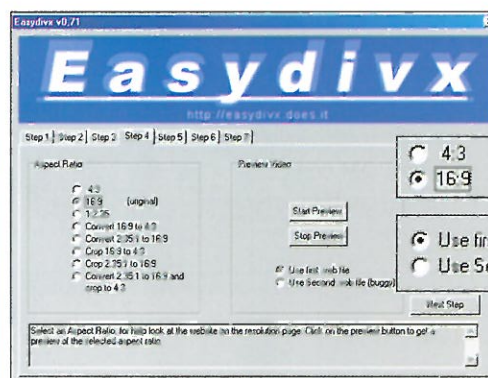 Easydivx v0.71
Easydivx
http://easydivx.does.it
Step 1 Step 2 Step 3 Step 4 Step 5 Step 6 Step 7
Aspect Ratio
4:3
16:9 (original)
1:2.35
Convert 16:9 to 4:3
Convert 2.35:1 to 16:9
Crop 16:9 to 4:3
Crop 2.35:1 to 16:9
Convert 2.35:1 to 16:9 and
crop to 4:3
Preview Video
Start Preview
Stop Preview
Use first vob file
Use Second vob file (buggy)
4:3
16:9
Use fir
Use Se
Next Step
Select an Aspect Ratio, for help look at the website on the resolution page. Click on the preview button to get a
preview of the selected aspect ratio